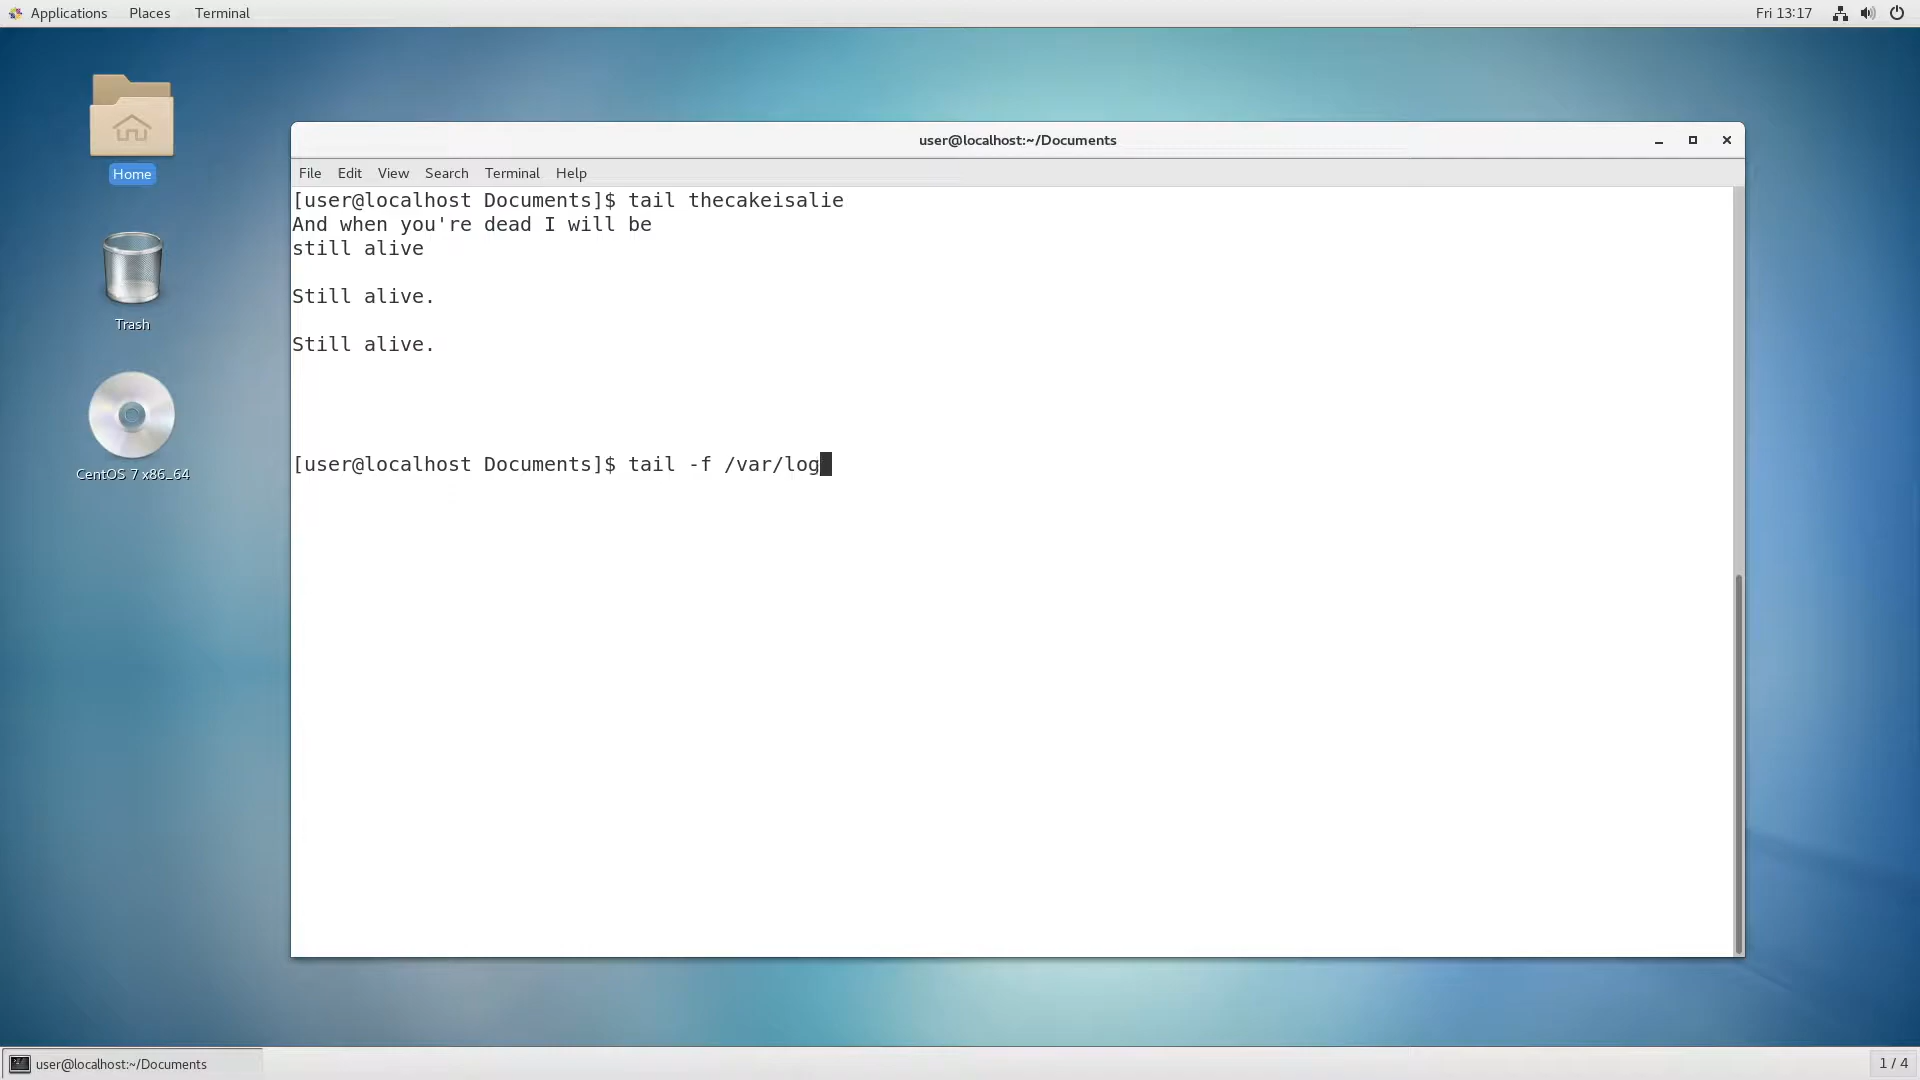 Applications Places Terminal Fri 13:17
Home
Trash
CentOS 7 x86_64
user@localhost:~/Documents
File Edit View Search Terminal Help
[user@localhost Documents]$ tail thecakeisalie
And when you're dead I will be
still alive
Still alive.
Still alive.
[user@localhost Documents]$ tail -f /var/log
user@localhost:~/Documents
1 / 4